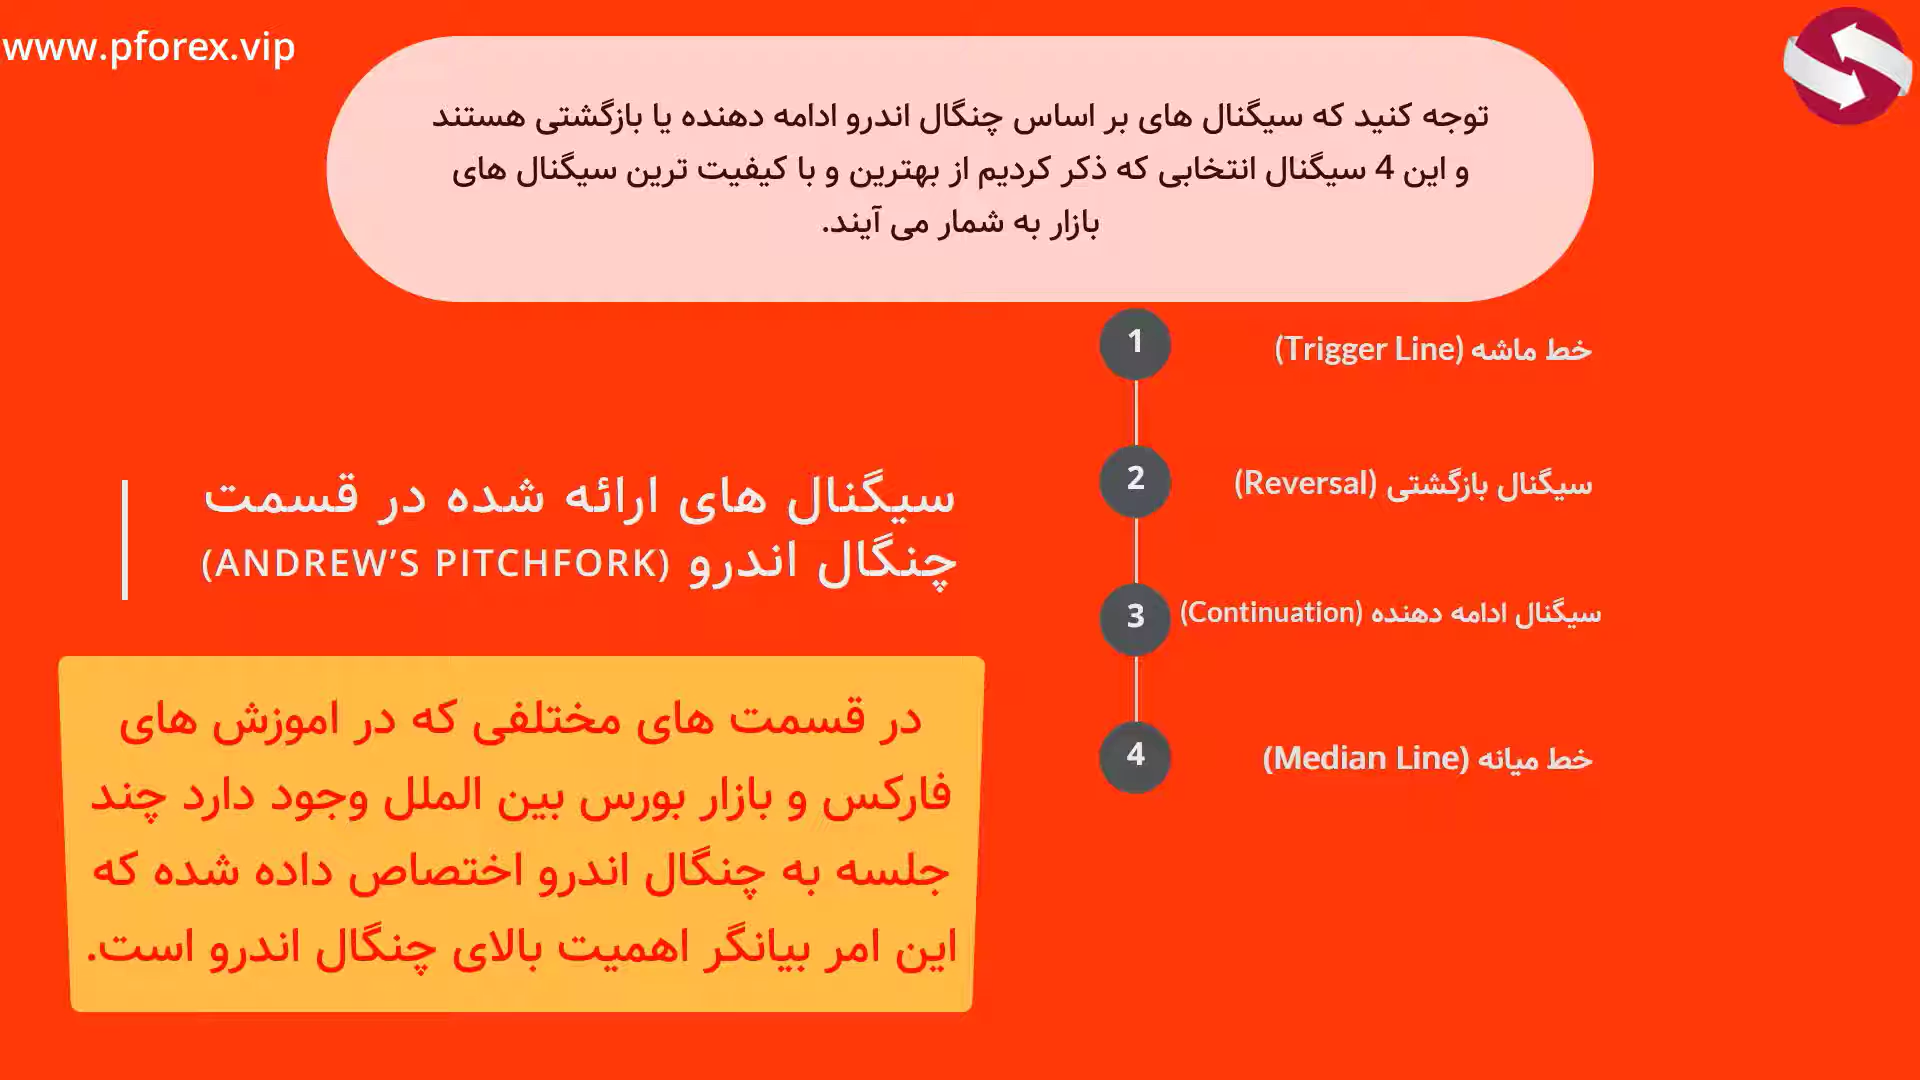 www.pforex.vip
توجه کنید که سیگنال های بر اساس چنگال اندرو ادامه دهنده یا بازگشتی هستند
و این 4 سیگنال انتخابی که ذکر کردیم از بهترین و با کیفیت ترین سیگنال های
بازار به شمار می آیند.
1
خط ماشه (Trigger Line)
2
سیگنال بازگشتی (Reversal)
3
سیگنال ادامه دهنده (Continuation)
4
خط میانه (Median Line)
سیگنال های ارائه شده در قسمت
چنگال اندرو (ANDREW’S PITCHFORK)
در قسمت های مختلفی که در اموزش های
فارکس و بازار بورس بین الملل وجود دارد چند
جلسه به چنگال اندرو اختصاص داده شده که
این امر بیانگر اهمیت بالای چنگال اندرو است.